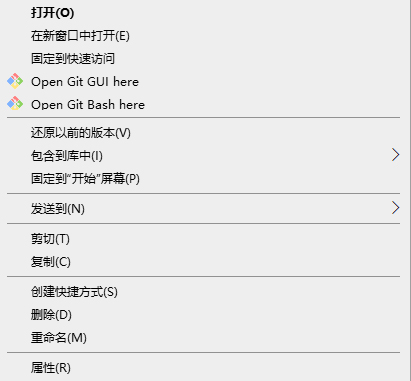 打开(O)
在新窗口中打开(E)
固定到快速访问
Open Git GUI here
Open Git Bash here
还原以前的版本(V)
包含到库中(I)
固定到“开始”屏幕(P)
发送到(N)
剪切(T)
复制(C)
创建快捷方式(S)
删除(D)
重命名(M)
属性(R)